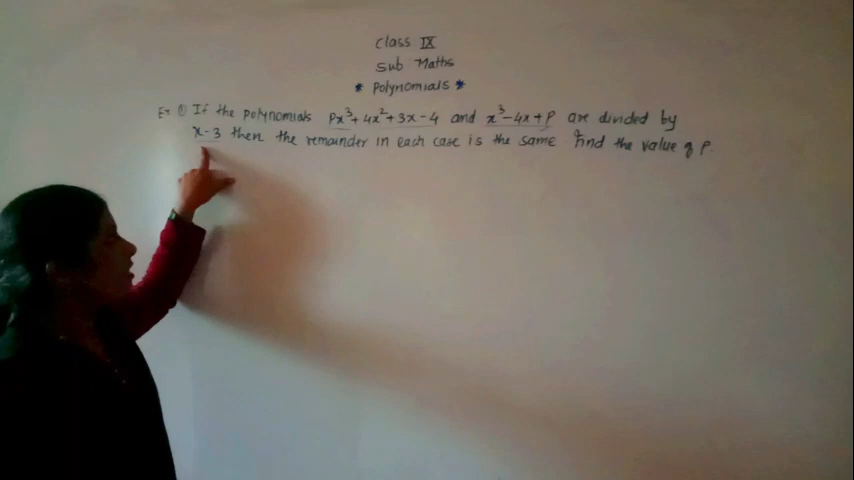 Class IX
Sub Maths
* Polynomials *
Ex ① If the polynomials Px³+4x²+3x-4 and x³-4x+P are divided by
x-3 then the remainder in each case is the same find the value of P.